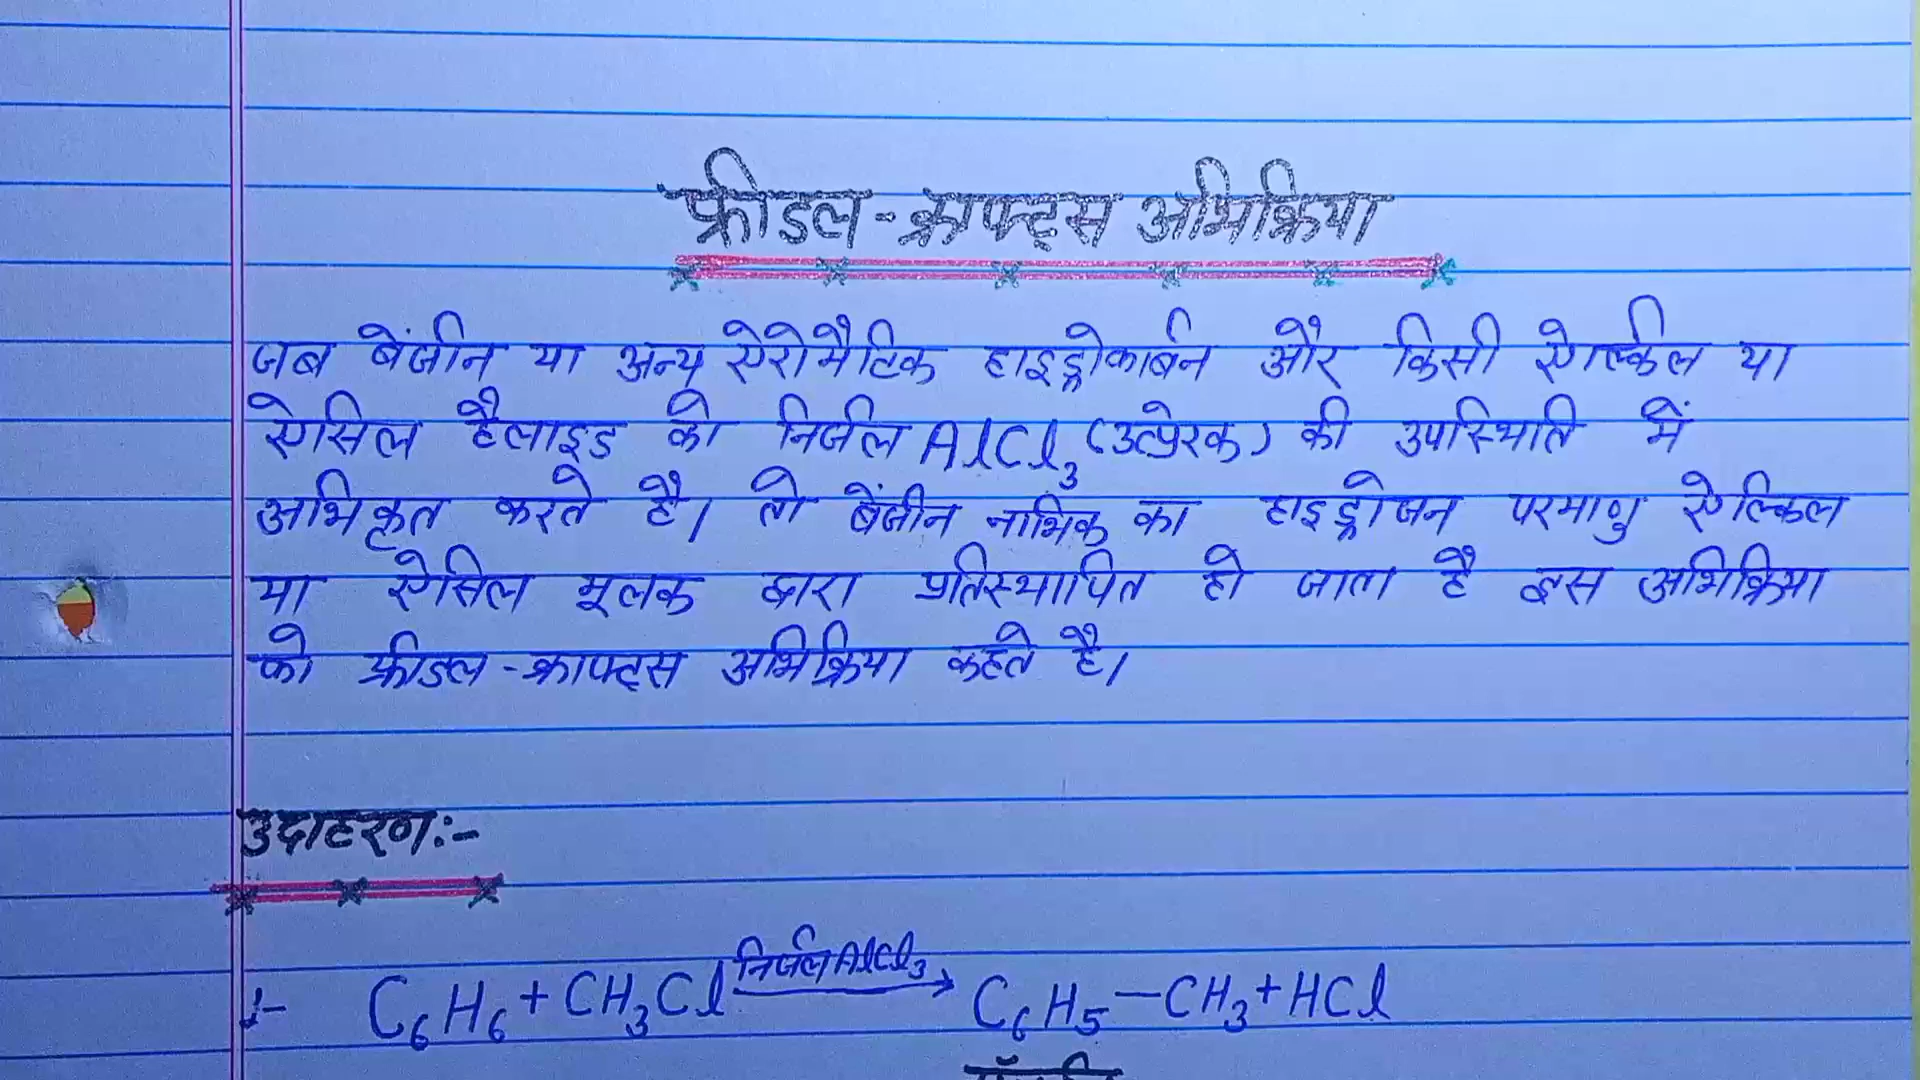 फ्रीडल-क्राफ्ट्स अभिक्रिया
जब बेंजीन या अन्य ऐरोमैटिक हाइड्रोकार्बन और किसी ऐल्किल या
ऐसिल हैलाइड को निर्जल AlCl₃ (उत्प्रेरक) की उपस्थिति में
अभिकृत करते है। तो बेंजीन नाभिक का हाइड्रोजन परमाणु ऐल्किल
या ऐसिल मूलक द्वारा प्रतिस्थापित हो जाता है इस अभिक्रिया
को फ्रीडल-क्राफ्ट्स अभिक्रिया कहते है।
उदाहरण:-
1- C₆H₆ + CH₃Cl निर्जल AlCl₃ → C₆H₅ — CH₃ + HCl